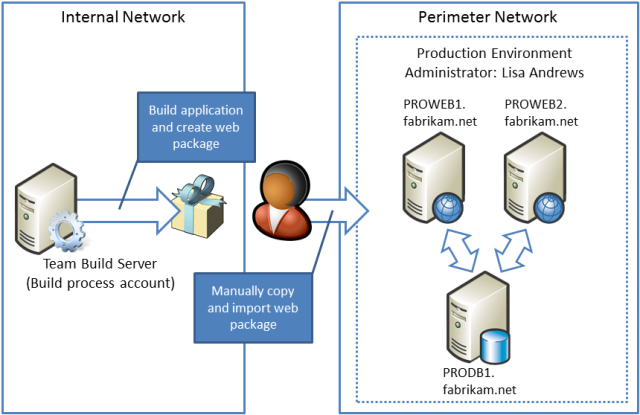 Internal Network
Perimeter Network
Production Environment
Administrator: Lisa Andrews
PROWEB1.
fabrikam.net
PROWEB2.
fabrikam.net
Build application
and create web
package
Team Build Server
(Build process account)
Manually copy
and import web
package
PRODB1.
fabrikam.net